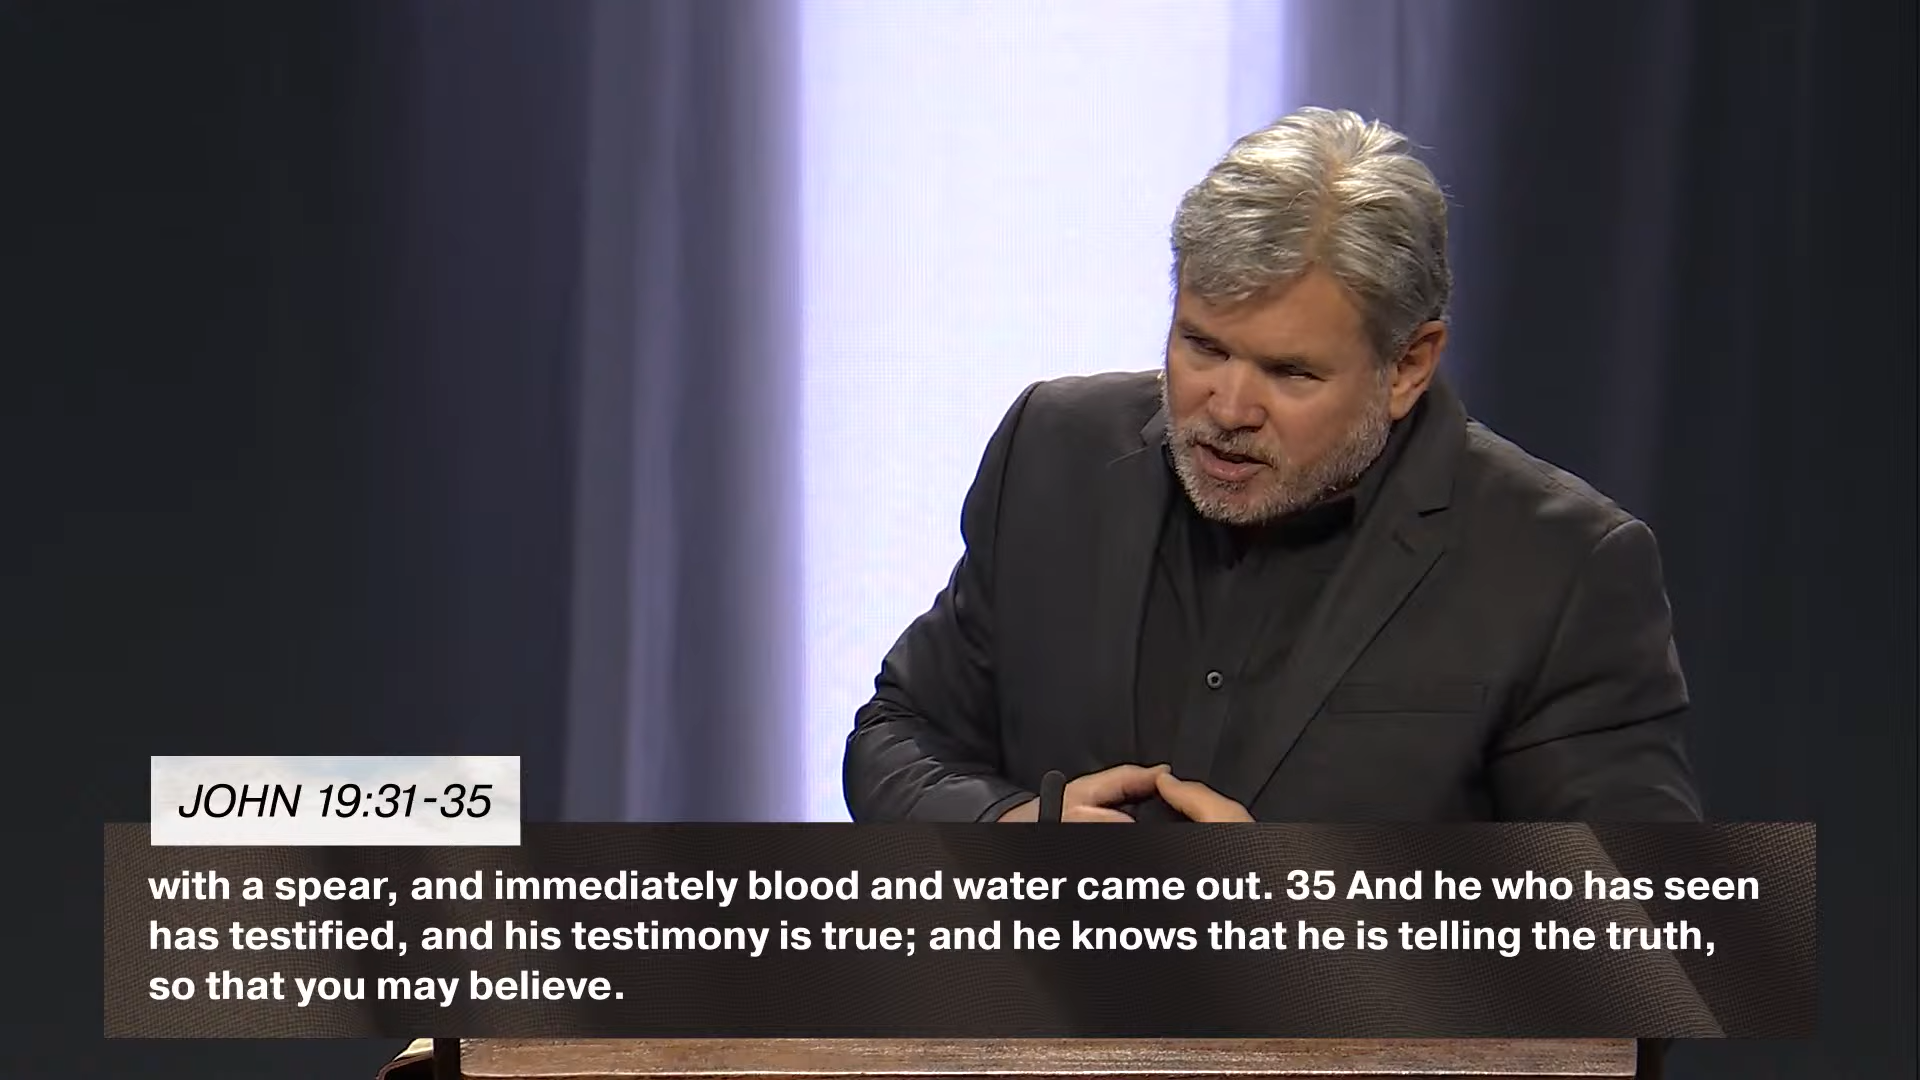 JOHN 19:31-35
with a spear, and immediately blood and water came out. 35 And he who has seen
has testified, and his testimony is true; and he knows that he is telling the truth,
so that you may believe.